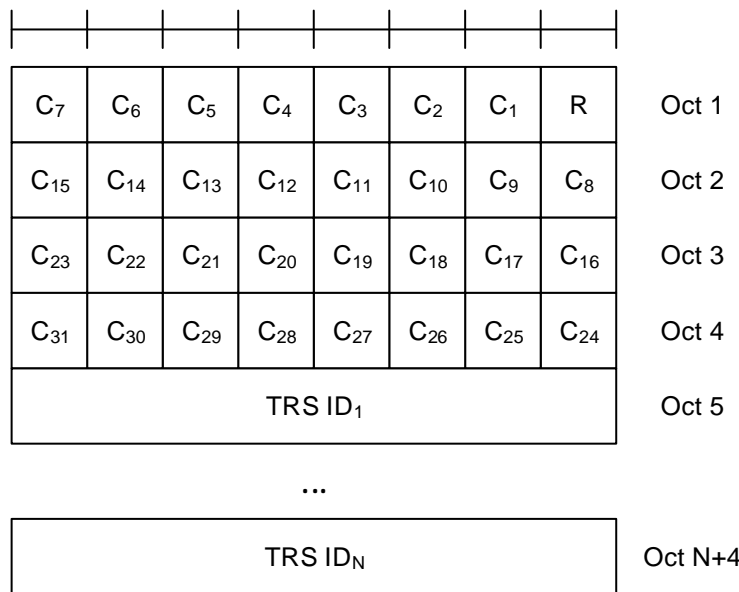 C₇ C₆ C₅ C₄ C₃ C₂ C₁ R Oct 1
C₁₅ C₁₄ C₁₃ C₁₂ C₁₁ C₁₀ C₉ C₈ Oct 2
C₂₃ C₂₂ C₂₁ C₂₀ C₁₉ C₁₈ C₁₇ C₁₆ Oct 3
C₃₁ C₃₀ C₂₉ C₂₈ C₂₇ C₂₆ C₂₅ C₂₄ Oct 4
TRS ID₁ Oct 5
...
TRS ID_N Oct N+4